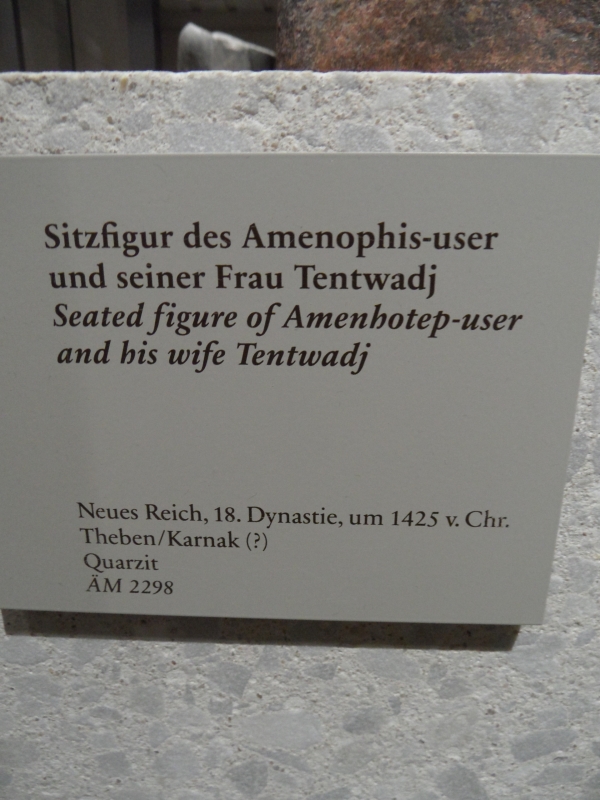 Sitzfigur des Amenophis-user
und seiner Frau Tentwadj
Seated figure of Amenhotep-user
and his wife Tentwadj
Neues Reich, 18. Dynastie, um 1425 v. Chr.
Theben/Karnak (?)
Quarzit
ÄM 2298